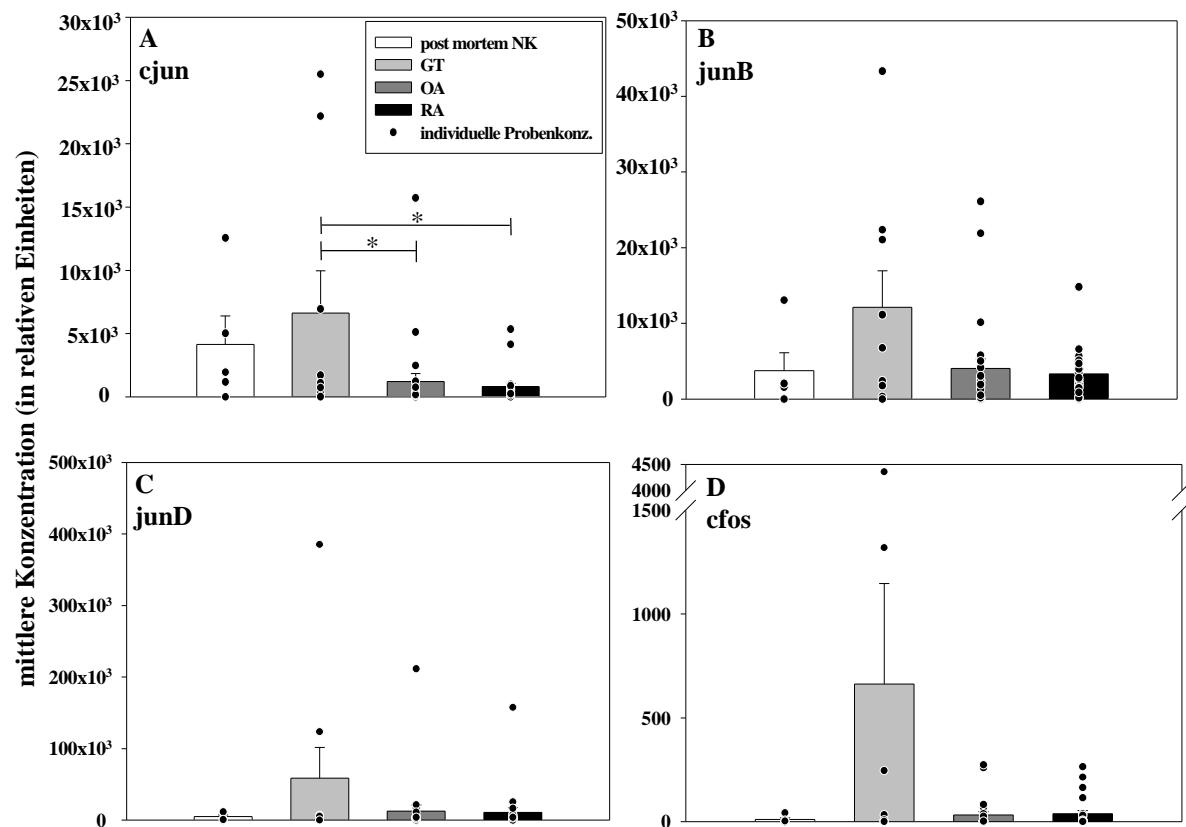 mittlere Konzentration (in relativen Einheiten)
A
cjun
30x10³
25x10³
20x10³
15x10³
10x10³
5x10³
0
post mortem NK
GT
OA
RA
individuelle Probenkonz.
*
*
B
junB
50x10³
40x10³
30x10³
20x10³
10x10³
0
C
junD
500x10³
400x10³
300x10³
200x10³
100x10³
0
D
cfos
4500
4000
1500
1000
500
0